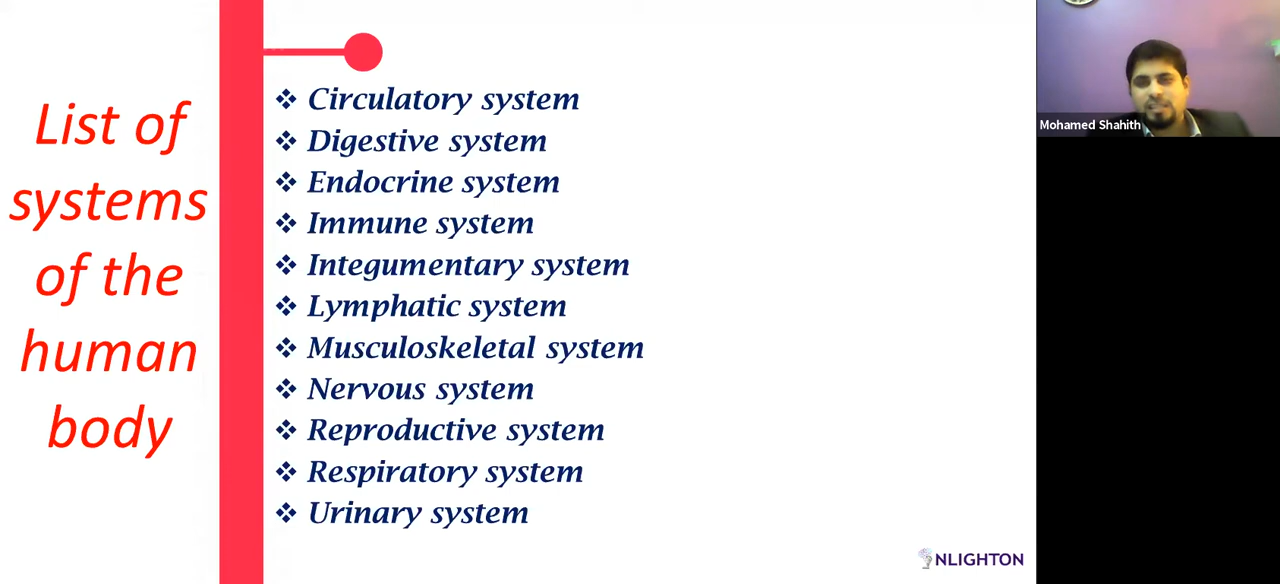 List of
systems
of the
human
body
❖ Circulatory system
❖ Digestive system
❖ Endocrine system
❖ Immune system
❖ Integumentary system
❖ Lymphatic system
❖ Musculoskeletal system
❖ Nervous system
❖ Reproductive system
❖ Respiratory system
❖ Urinary system
NLIGHTON
Mohamed Shahith